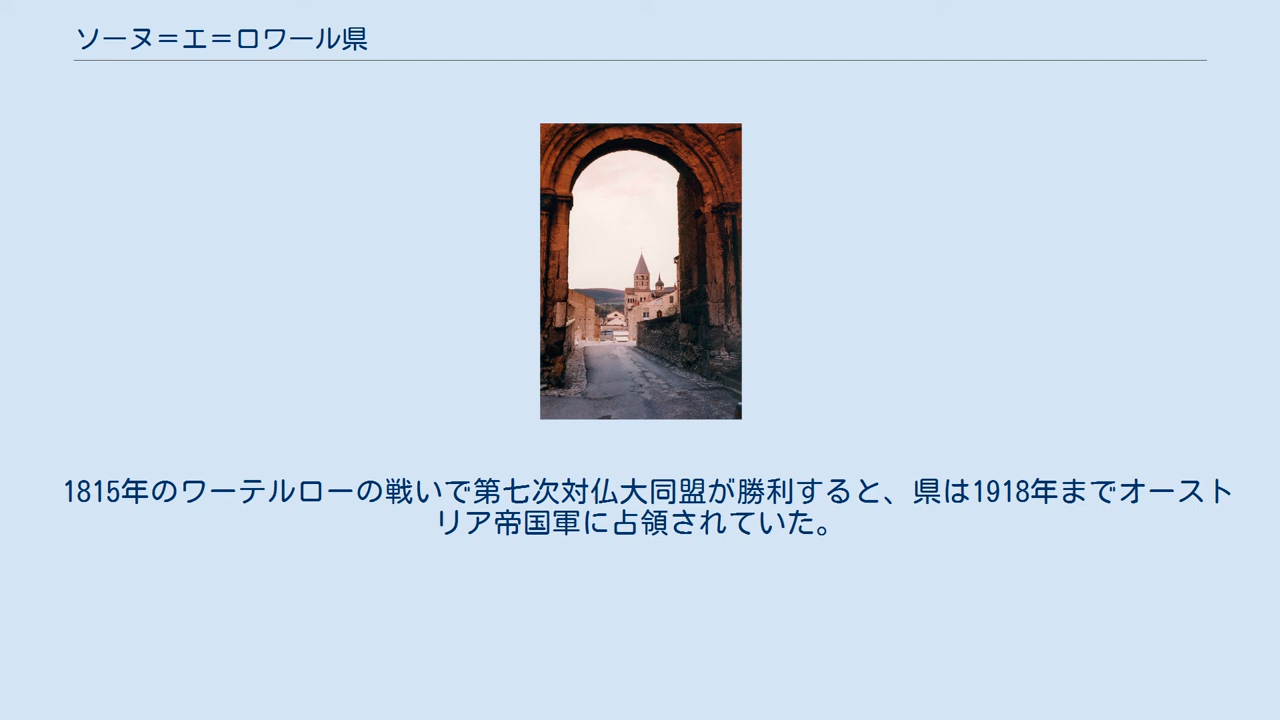 ソーヌ＝エ＝ロワール県
1815年のワーテルローの戦いで第七次対仏大同盟が勝利すると、県は1918年までオースト
リア帝国軍に占領されていた。